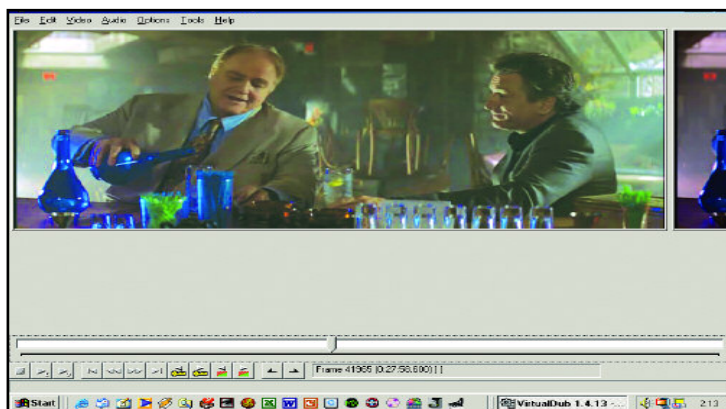 File Edit Video Audio Options Tools Help
Frame 41965 (0:27:58.600) [ ]
Start VirtualDub 1.4.13 -... 2:13